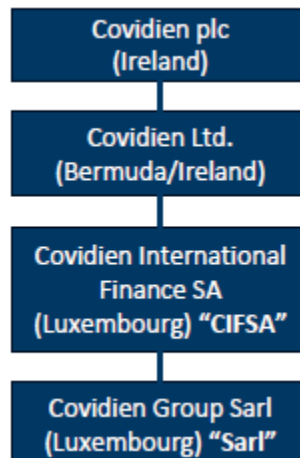 Covidien plc
(Ireland)
Covidien Ltd.
(Bermuda/Ireland)
Covidien International
Finance SA
(Luxembourg) “CIFSA”
Covidien Group Sarl
(Luxembourg) “Sarl”